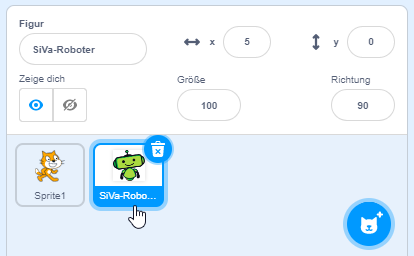 Figur
SiVa-Roboter
x 5
y 0
Zeige dich
Größe
Richtung
100
90
Sprite1
SiVa-Robo...